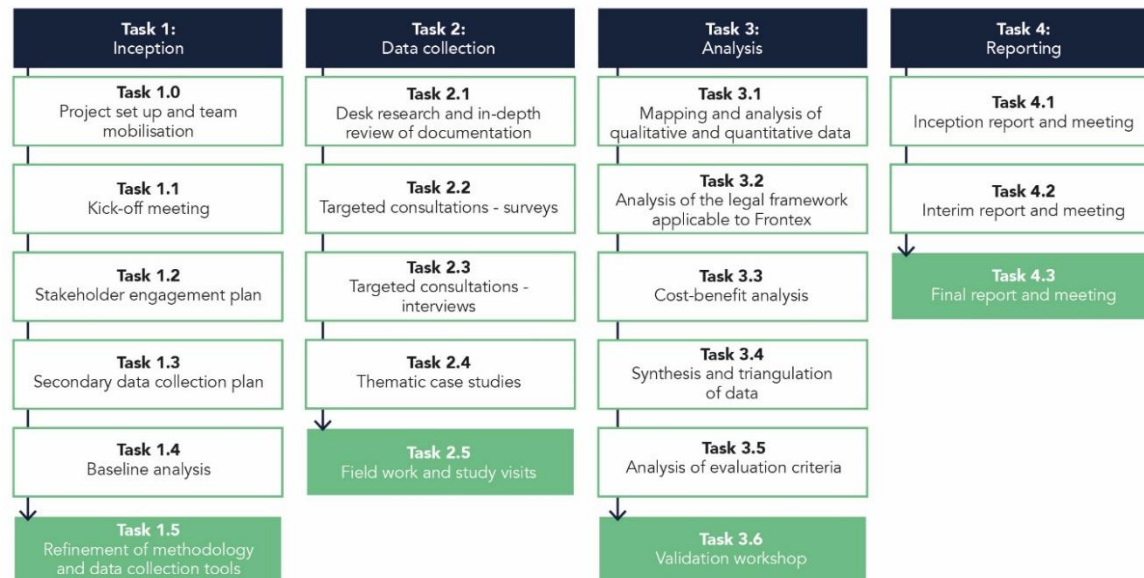 Task 1:
Inception
Task 1.0
Project set up and team
mobilisation
Task 1.1
Kick-off meeting
Task 1.2
Stakeholder engagement plan
Task 1.3
Secondary data collection plan
Task 1.4
Baseline analysis
Task 1.5
Refinement of methodology
and data collection tools
Task 2:
Data collection
Task 2.1
Desk research and in-depth
review of documentation
Task 2.2
Targeted consultations - surveys
Task 2.3
Targeted consultations -
interviews
Task 2.4
Thematic case studies
Task 2.5
Field work and study visits
Task 3:
Analysis
Task 3.1
Mapping and analysis of
qualitative and quantitative data
Task 3.2
Analysis of the legal framework
applicable to Frontex
Task 3.3
Cost-benefit analysis
Task 3.4
Synthesis and triangulation
of data
Task 3.5
Analysis of evaluation criteria
Task 3.6
Validation workshop
Task 4:
Reporting
Task 4.1
Inception report and meeting
Task 4.2
Interim report and meeting
Task 4.3
Final report and meeting